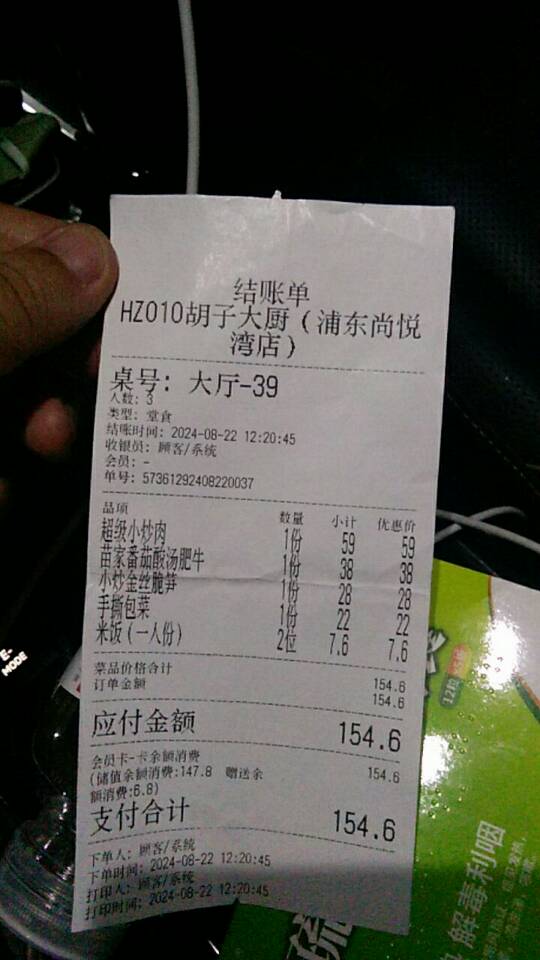 结账单
HZ010胡子大厨（浦东尚悦
湾店）
桌号: 大厅-39
人数: 3
类型: 堂食
结账时间: 2024-08-22 12:20:45
收银员: 顾客/系统
会员: -
单号: 57361292408220037
品项 数量 小计 优惠价
超级小炒肉 1份 59 59
苗家番茄酸汤肥牛 1份 38 38
小炒金丝脆笋 1份 28 28
手撕包菜 1份 22 22
米饭（一人份） 2位 7.6 7.6
菜品价格合计 154.6
订单金额 154.6
应付金额 154.6
会员卡-卡余额消费 154.6
(储值余额消费:147.8 赠送余
额消费:6.8)
支付合计 154.6
下单人: 顾客/系统
下单时间: 2024-08-22 12:20:45
打印人: 顾客/系统
打印时间: 2024-08-22 12:20:45
E-
MODE
12粒
解毒利咽